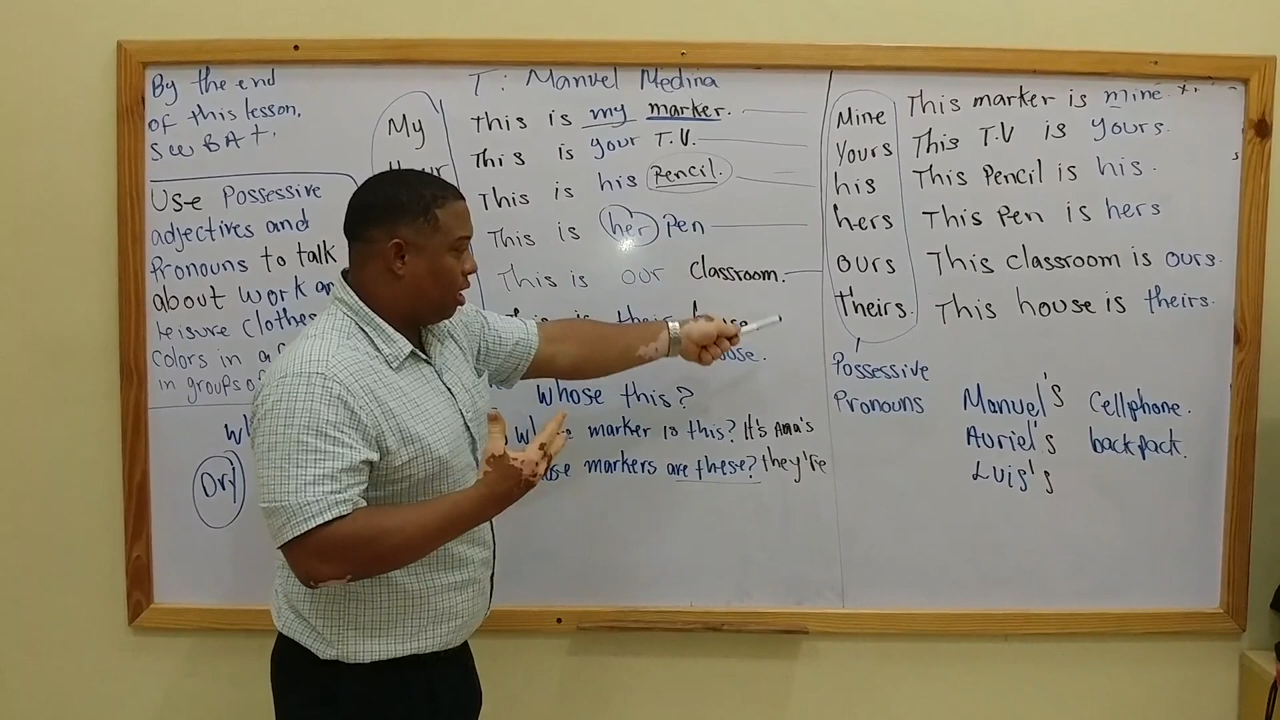 By the end
of this lesson,
SWBAT.
Use Possessive
adjectives and
Pronouns to talk
about work
leisure clothes
colors in
in groups
My
T: Manuel Medina
This is my marker.
This is your T.V.
This is his Pencil.
This is her Pen
This is our Classroom.
their
Whose this?
marker is this? It's Ana's
markers are these? they're
Mine
Yours
his
hers
ours
Theirs.
Possessive
Pronouns
This marker is mine.
This T.V is yours.
This Pencil is his.
This Pen is hers
This classroom is ours.
This house is theirs.
Manuel's Cellphone.
Auriel's backpack.
Luis's